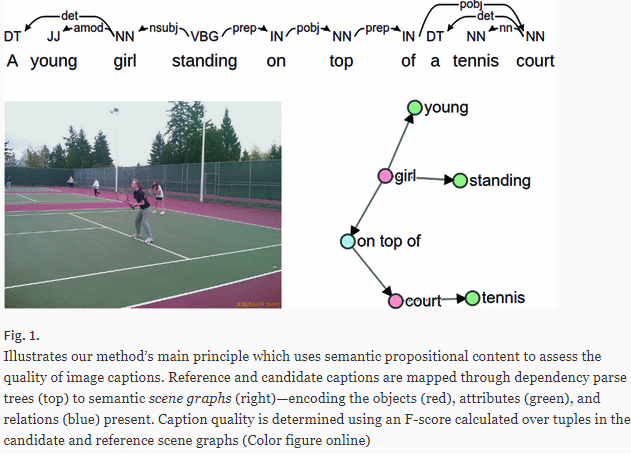 det pobj det
amod nsubj prep pobj prep nn
DT JJ NN VBG IN NN IN DT NN NN
A young girl standing on top of a tennis court
young
girl standing
on top of
court tennis
Fig. 1.
Illustrates our method’s main principle which uses semantic propositional content to assess the
quality of image captions. Reference and candidate captions are mapped through dependency parse
trees (top) to semantic scene graphs (right)—encoding the objects (red), attributes (green), and
relations (blue) present. Caption quality is determined using an F-score calculated over tuples in the
candidate and reference scene graphs (Color figure online)